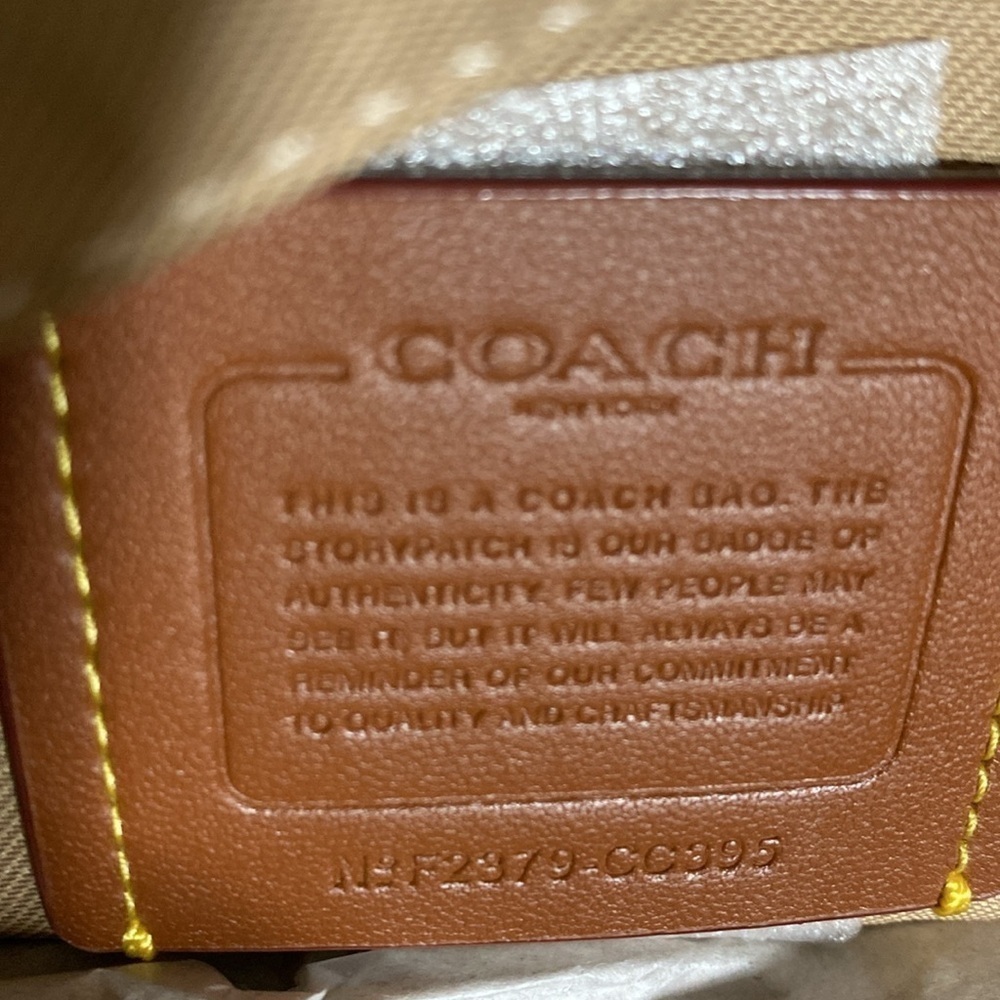 COACH
NEW YORK
THIS IS A COACH BAG. THE
STORYPATCH IS OUR BADGE OF
AUTHENTICITY. FEW PEOPLE MAY
SEE IT, BUT IT WILL ALWAYS BE A
REMINDER OF OUR COMMITMENT
TO QUALITY AND CRAFTSMANSHIP.
Nº F2379-CC395